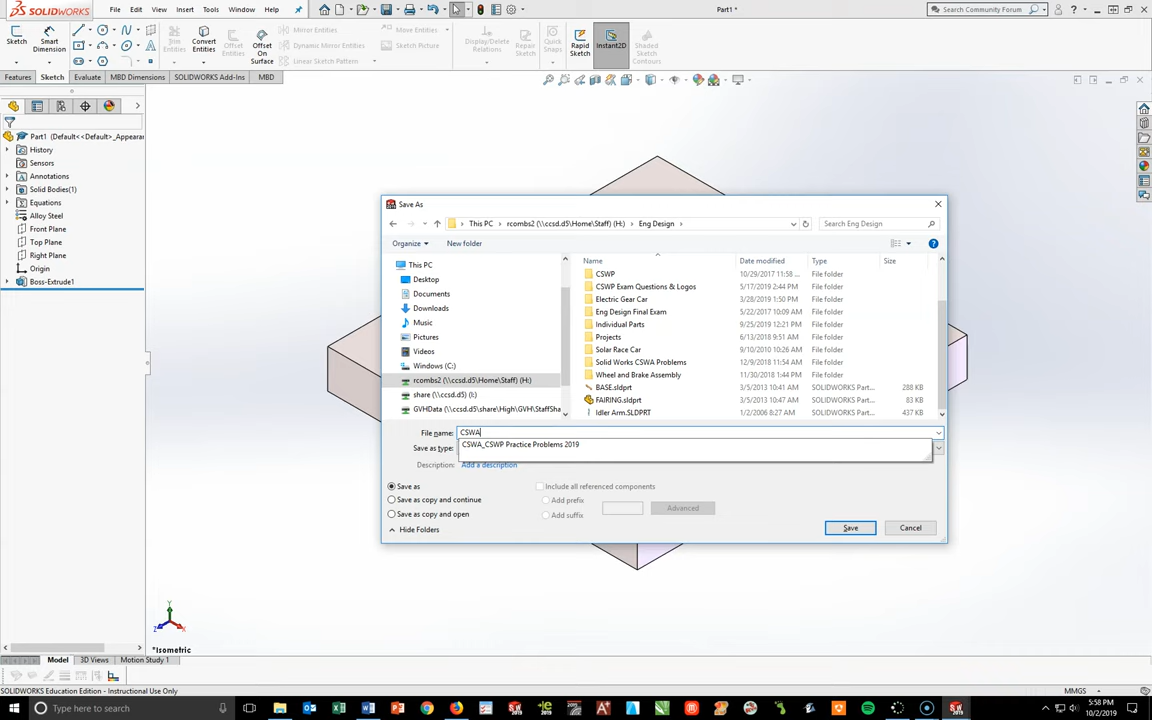 SOLIDWORKS File Edit View Insert Tools Window Help Part1 * Search Community Forum ?
Sketch Smart Dimension Trim Entities Convert Entities Offset Entities Offset On Surface Mirror Entities Dynamic Mirror Entities Linear Sketch Pattern Move Entities Sketch Picture Display/Delete Relations Repair Sketch Quick Snaps Rapid Sketch Instant2D Shaded Sketch Contours
Features Sketch Evaluate MBD Dimensions SOLIDWORKS Add-Ins MBD
Part1 (Default<<Default>_Appearan
History
Sensors
Annotations
Solid Bodies(1)
Equations
Alloy Steel
Front Plane
Top Plane
Right Plane
Origin
Boss-Extrude1
Save As
This PC › rcombs2 (\\ccsd.d5\Home\Staff) (H:) › Eng Design › Search Eng Design
Organize New folder ?
Name Date modified Type Size
This PC
Desktop
Documents
Downloads
Music
Pictures
Videos
Windows (C:)
rcombs2 (\\ccsd.d5\Home\Staff) (H:)
share (\\ccsd.d5) (I:)
GVHData (\\ccsd.d5\share\High\GVH\StaffSha
CSWP 10/29/2017 11:58 ... File folder
CSWP Exam Questions & Logos 5/17/2019 2:44 PM File folder
Electric Gear Car 3/28/2019 1:50 PM File folder
Eng Design Final Exam 5/22/2017 10:09 AM File folder
Individual Parts 9/25/2019 12:21 PM File folder
Projects 6/13/2018 9:51 AM File folder
Solar Race Car 9/10/2010 10:26 AM File folder
Solid Works CSWA Problems 12/9/2018 11:54 AM File folder
Wheel and Brake Assembly 11/30/2018 1:44 PM File folder
BASE.sldprt 3/5/2013 10:41 AM SOLIDWORKS Part... 288 KB
FAIRING.sldprt 3/5/2013 10:47 AM SOLIDWORKS Part... 83 KB
Idler Arm.SLDPRT 1/2/2006 8:27 AM SOLIDWORKS Part... 437 KB
File name: CSWA
CSWA_CSWP Practice Problems 2019
Save as type:
Description: Add a description
Save as Include all referenced components
Save as copy and continue Add prefix Advanced
Save as copy and open Add suffix
Hide Folders Save Cancel
Y
Z X
*Isometric
Model 3D Views Motion Study 1
SOLIDWORKS Education Edition - Instructional Use Only MMGS
Type here to search 5:58 PM
10/2/2019